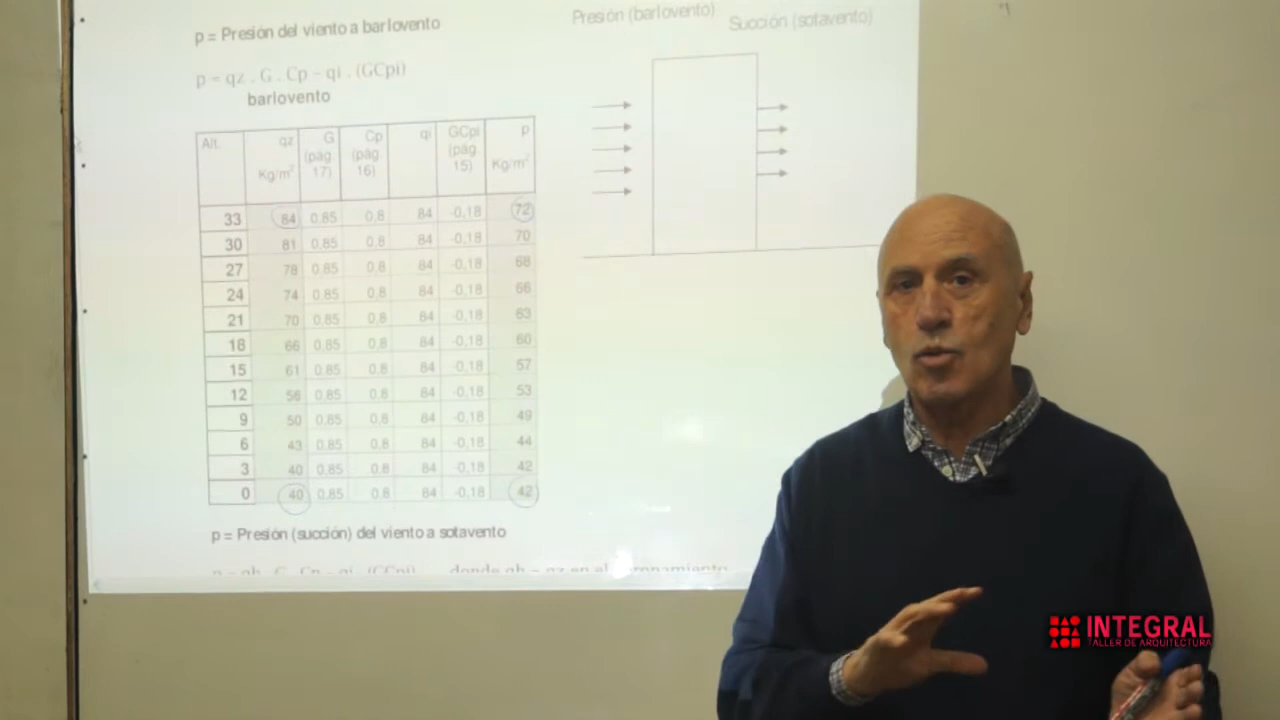 p = Presión del viento a barlovento
Presión (barlovento)
Succión (sotavento)
p = qz . G . Cp – qi . (GCpi)
barlovento
Alt. qz G Cp qi GCpi p
(pág. (pág. (pág.
Kg/m² 17) 16) 15) Kg/m²
33 84 0,85 0,8 84 -0,18 72
30 81 0,85 0,8 84 -0,18 70
27 78 0,85 0,8 84 -0,18 68
24 74 0,85 0,8 84 -0,18 66
21 70 0,85 0,8 84 -0,18 63
18 66 0,85 0,8 84 -0,18 60
15 61 0,85 0,8 84 -0,18 57
12 56 0,85 0,8 84 -0,18 53
9 50 0,85 0,8 84 -0,18 49
6 43 0,85 0,8 84 -0,18 44
3 40 0,85 0,8 84 -0,18 42
0 40 0,85 0,8 84 -0,18 42
p = Presión (succión) del viento a sotavento
INTEGRAL
TALLER DE ARQUITECTURA